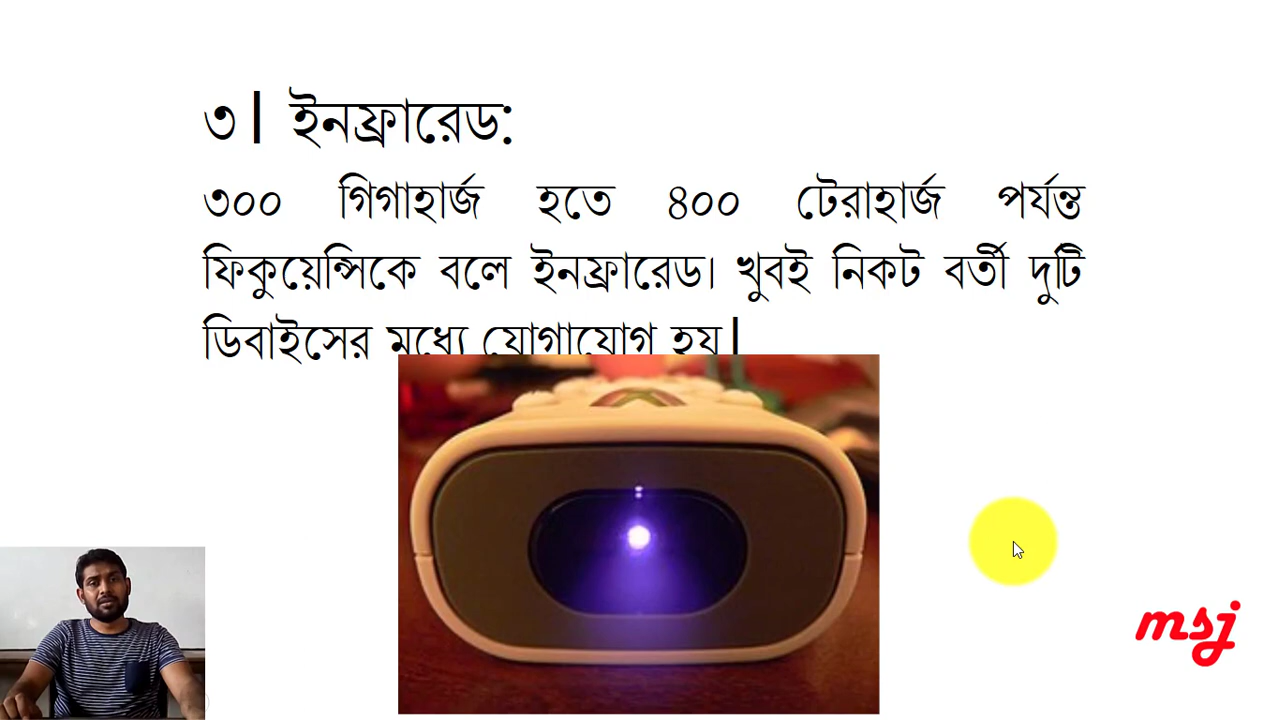 ৩। ইনফ্রারেড:
৩০০ গিগাহার্জ হতে ৪০০ টেরাহার্জ পর্যন্ত
ফিকুয়েন্সিকে বলে ইনফ্রারেড। খুবই নিকট বর্তী দুটি
ডিবাইসের মধ্যে যোগাযোগ হয়।
msj